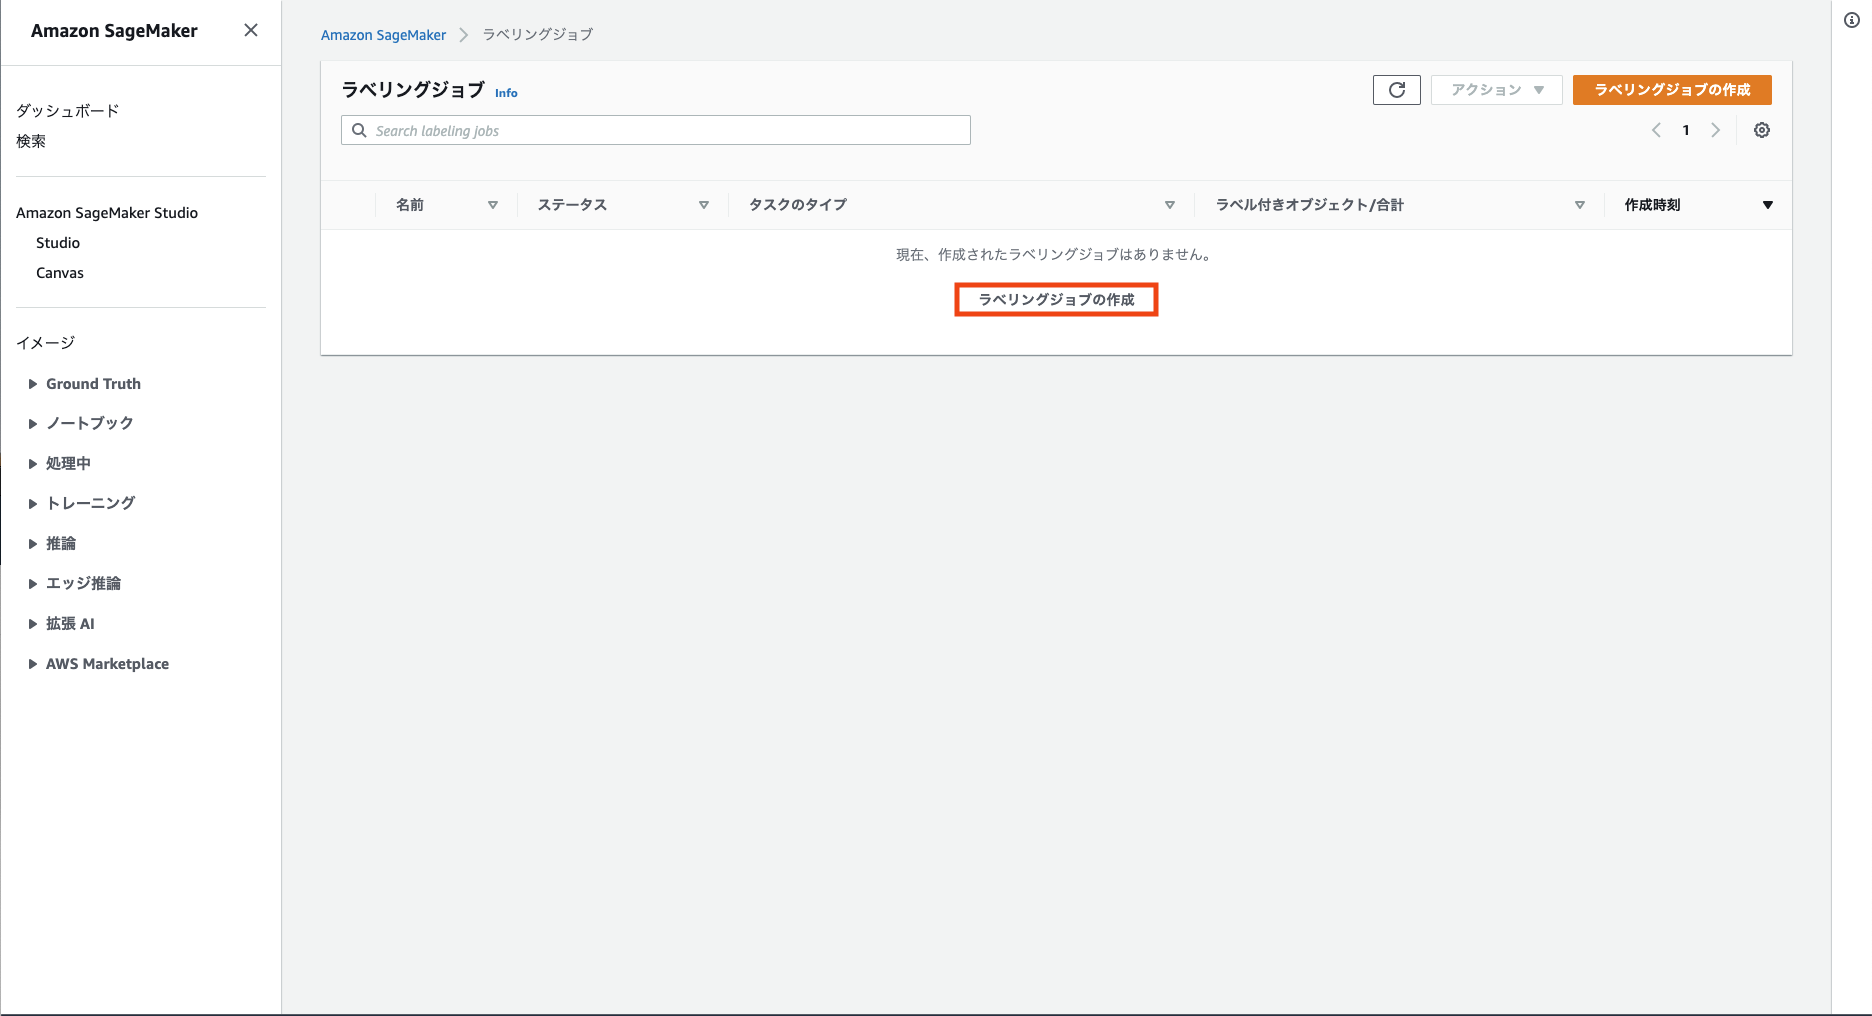 Amazon SageMaker
ダッシュボード
検索
Amazon SageMaker Studio
Studio
Canvas
イメージ
Ground Truth
ノートブック
処理中
トレーニング
推論
エッジ推論
拡張 AI
AWS Marketplace
Amazon SageMaker ラベリングジョブ
ラベリングジョブ Info
アクション ラベリングジョブの作成
Search labeling jobs
1
名前 ステータス タスクのタイプ ラベル付きオブジェクト/合計 作成時刻
現在、作成されたラベリングジョブはありません。
ラベリングジョブの作成